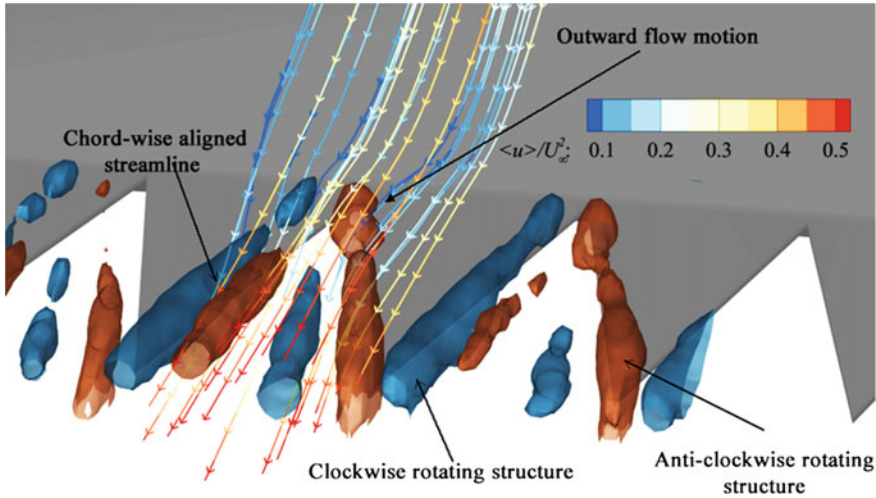 Outward flow motion
Chord-wise aligned
streamline
<u>/U²∞:
0.1 0.2 0.3 0.4 0.5
Clockwise rotating structure
Anti-clockwise rotating
structure